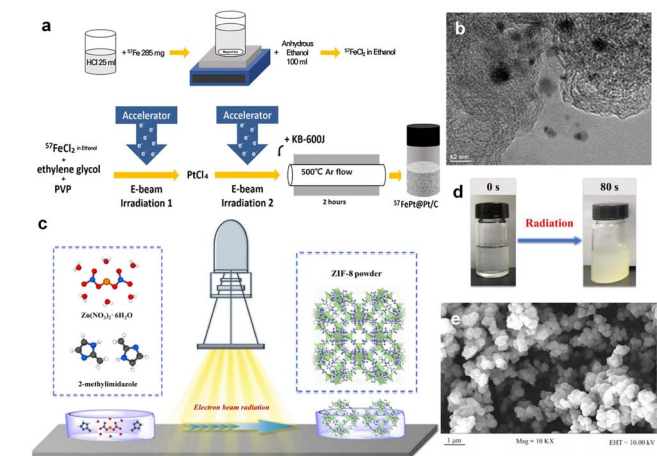 a
HCl 25 ml
+ ⁵⁷Fe 285 mg
+
Anhydrous
Ethanol
100 ml
⁵⁷FeCl₂ in Ethanol
Accelerator
e⁻
Accelerator
e⁻
+ KB-600J
⁵⁷FeCl₂ in Ethanol
+
ethylene glycol
+
PVP
E-beam
Irradiation 1
PtCl₄
E-beam
Irradiation 2
500℃ Ar flow
2 hours
⁵⁷FePt@Pt/C
b
10 nm
c
Zn(NO₃)₂· 6H₂O
2-methylimidazole
Electron beam radiation
ZIF-8 powder
d
0 s
Radiation
80 s
e
1 μm
Mag = 10 KX
EHT = 10.00 kV